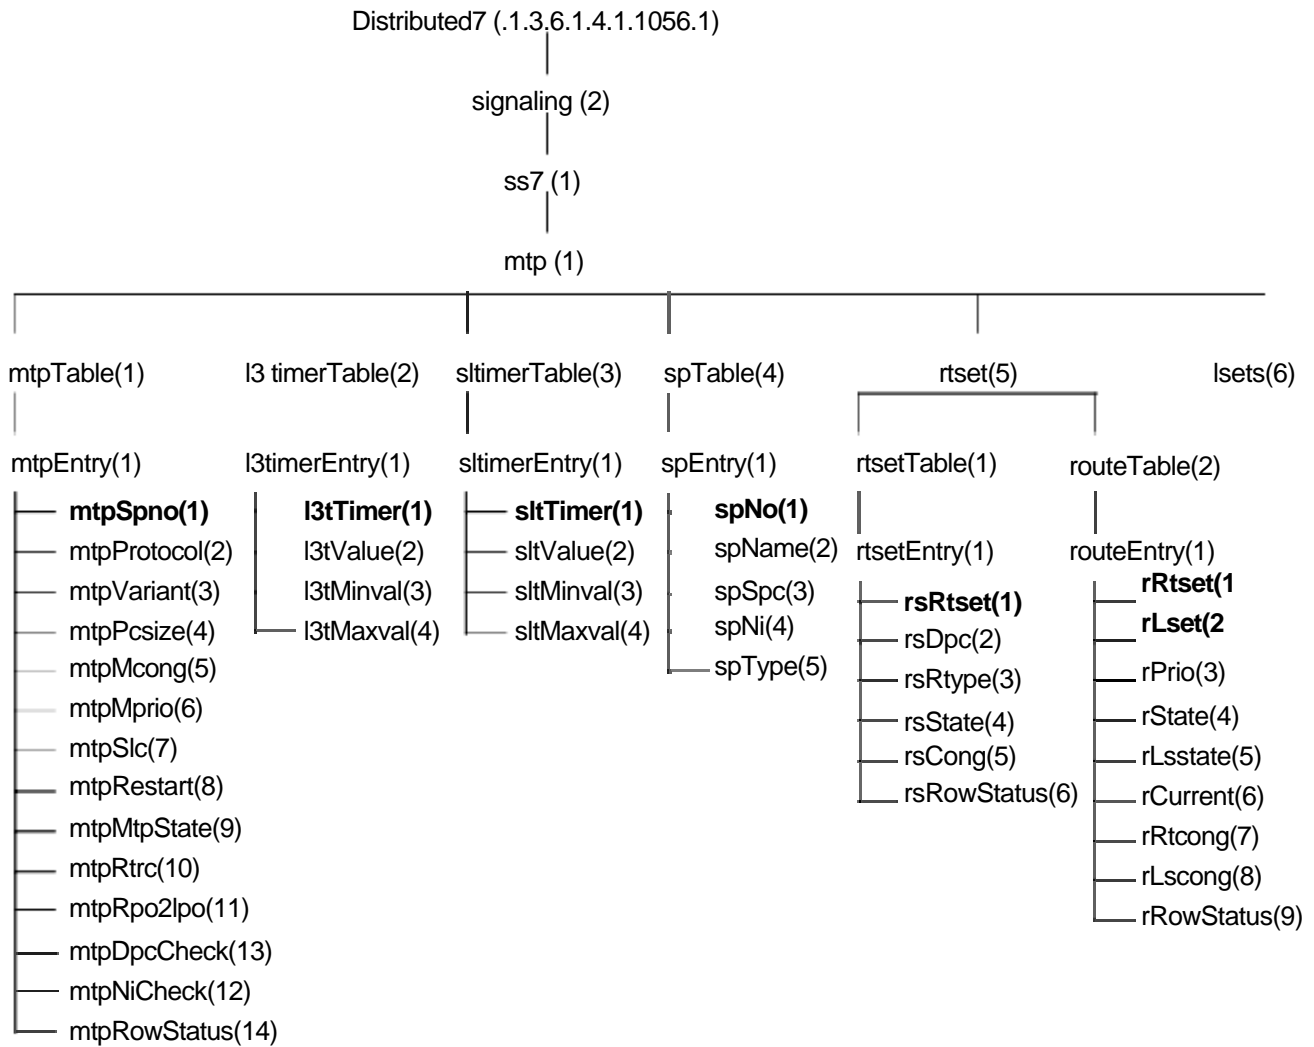 Distributed7 (.1.3.6.1.4.1.1056.1)
signaling (2)
ss7 (1)
mtp (1)
mtpTable(1) l3 timerTable(2) sltimerTable(3) spTable(4) rtset(5) lsets(6)
mtpEntry(1) l3timerEntry(1) sltimerEntry(1) spEntry(1) rtsetTable(1) routeTable(2)
mtpSpno(1)
mtpProtocol(2)
mtpVariant(3)
mtpPcsize(4)
mtpMcong(5)
mtpMprio(6)
mtpSlc(7)
mtpRestart(8)
mtpMtpState(9)
mtpRtrc(10)
mtpRpo2lpo(11)
mtpDpcCheck(13)
mtpNiCheck(12)
mtpRowStatus(14)
l3tTimer(1)
l3tValue(2)
l3tMinval(3)
l3tMaxval(4)
sltTimer(1)
sltValue(2)
sltMinval(3)
sltMaxval(4)
spNo(1)
spName(2)
spSpc(3)
spNi(4)
spType(5)
rtsetEntry(1)
rsRtset(1)
rsDpc(2)
rsRtype(3)
rsState(4)
rsCong(5)
rsRowStatus(6)
routeEntry(1)
rRtset(1
rLset(2
rPrio(3)
rState(4)
rLsstate(5)
rCurrent(6)
rRtcong(7)
rLscong(8)
rRowStatus(9)